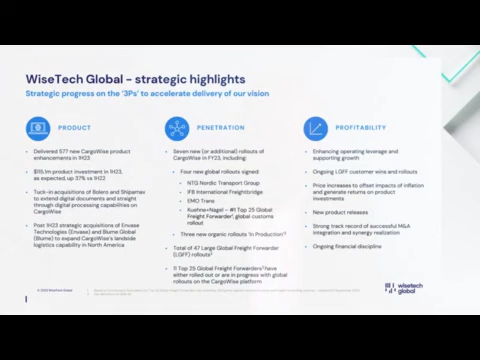 WiseTech Global - strategic highlights
Strategic progress on the '3Ps' to accelerate delivery of our vision
PRODUCT
• Delivered 577 new CargoWise product
enhancements in 1H23
• $115.1m product investment in 1H23,
as expected, up 37% vs 1H22
• Tuck-in acquisitions of Bolero and Shipamax
to extend digital documents and straight
through digital processing capabilities on
CargoWise
• Post 1H23 strategic acquisitions of Envase
Technologies (Envase) and Blume Global
(Blume) to expand CargoWise's landside
logistics capability in North America
PENETRATION
• Seven new (or additional) rollouts of
CargoWise in FY23, including:
• Four new global rollouts signed:
– NTG Nordic Transport Group
– IFB International Freightbridge
– EMO Trans
– Kuehne+Nagel – #1 Top 25 Global
Freight Forwarder¹, global customs
rollout
• Three new organic rollouts 'In Production'²
• Total of 47 Large Global Freight Forwarder
(LGFF) rollouts³
• 11 Top 25 Global Freight Forwarders¹ have
either rolled out or are in progress with global
rollouts on the CargoWise platform
PROFITABILITY
• Enhancing operating leverage and
supporting growth
• Ongoing LGFF customer wins and rollouts
• Price increases to offset impacts of inflation
and generate returns on product
investments
• New product releases
• Strong track record of successful M&A
integration and synergy realization
• Ongoing financial discipline
© 2023 WiseTech Global
wisetech
global